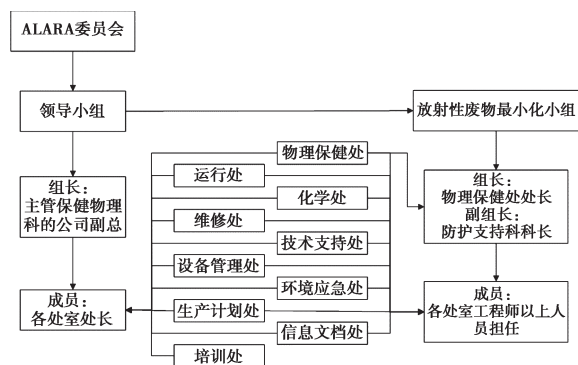 ALARA委员会
领导小组
放射性废物最小化小组
组长：
主管保健物理
科的公司副总
成员：
各处室处长
物理保健处
运行处
化学处
维修处
技术支持处
设备管理处
环境应急处
生产计划处
信息文档处
培训处
组长：
物理保健处处长
副组长：
防护支持科科长
成员：
各处室工程师以上人
员担任